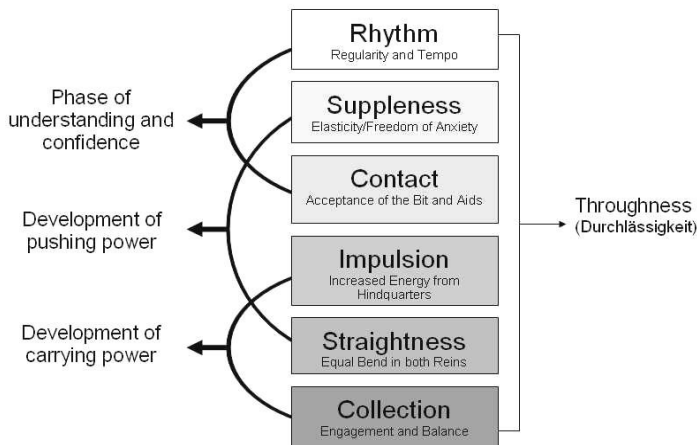 Rhythm
Regularity and Tempo
Suppleness
Elasticity/Freedom of Anxiety
Contact
Acceptance of the Bit and Aids
Impulsion
Increased Energy from
Hindquarters
Straightness
Equal Bend in both Reins
Collection
Engagement and Balance
Phase of
understanding and
confidence
Development of
pushing power
Development of
carrying power
Throughness
(Durchlässigkeit)